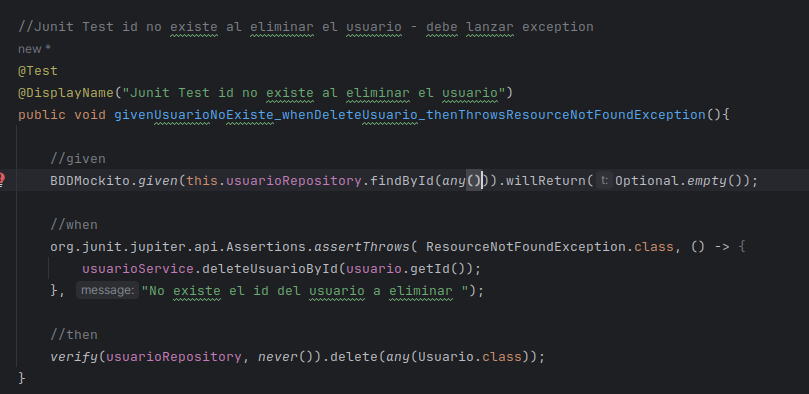 //Junit Test id no existe al eliminar el usuario - debe lanzar exception
new *
@Test
@DisplayName("Junit Test id no existe al eliminar el usuario")
public void givenUsuarioNoExiste_whenDeleteUsuario_thenThrowsResourceNotFoundException(){
//given
BDDMockito.given(this.usuarioRepository.findById(any())).willReturn( t: Optional.empty());
//when
org.junit.jupiter.api.Assertions.assertThrows( ResourceNotFoundException.class, () -> {
usuarioService.deleteUsuarioById(usuario.getId());
}, message: "No existe el id del usuario a eliminar ");
//then
verify(usuarioRepository, never()).delete(any(Usuario.class));
}